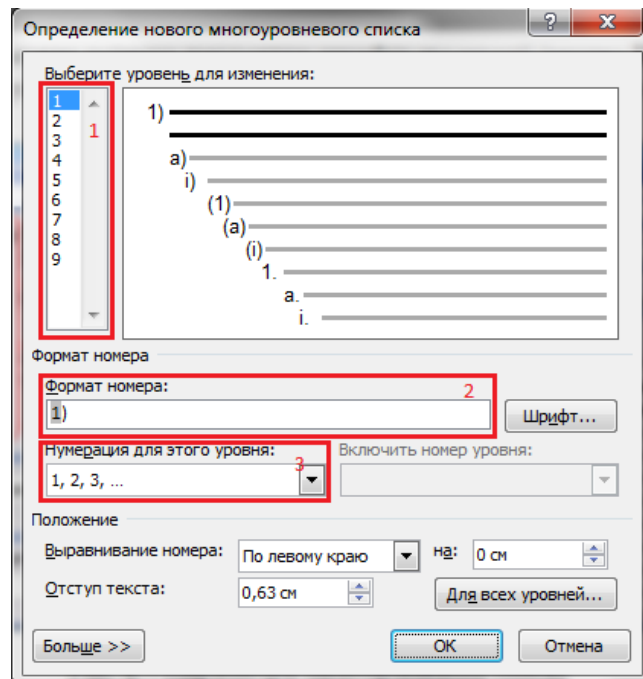 Определение нового многоуровневого списка
Выберите уровень для изменения:
1
2
3
4
5
6
7
8
9
1
1)
a)
i)
(1)
(a)
(i)
1.
a.
i.
Формат номера
Формат номера:
2
1)
Шрифт...
Нумерация для этого уровня:
3
Включить номер уровня:
1, 2, 3, ...
Положение
Выравнивание номера:
По левому краю
на:
0 см
Отступ текста:
0,63 см
Для всех уровней...
Больше >>
ОК
Отмена